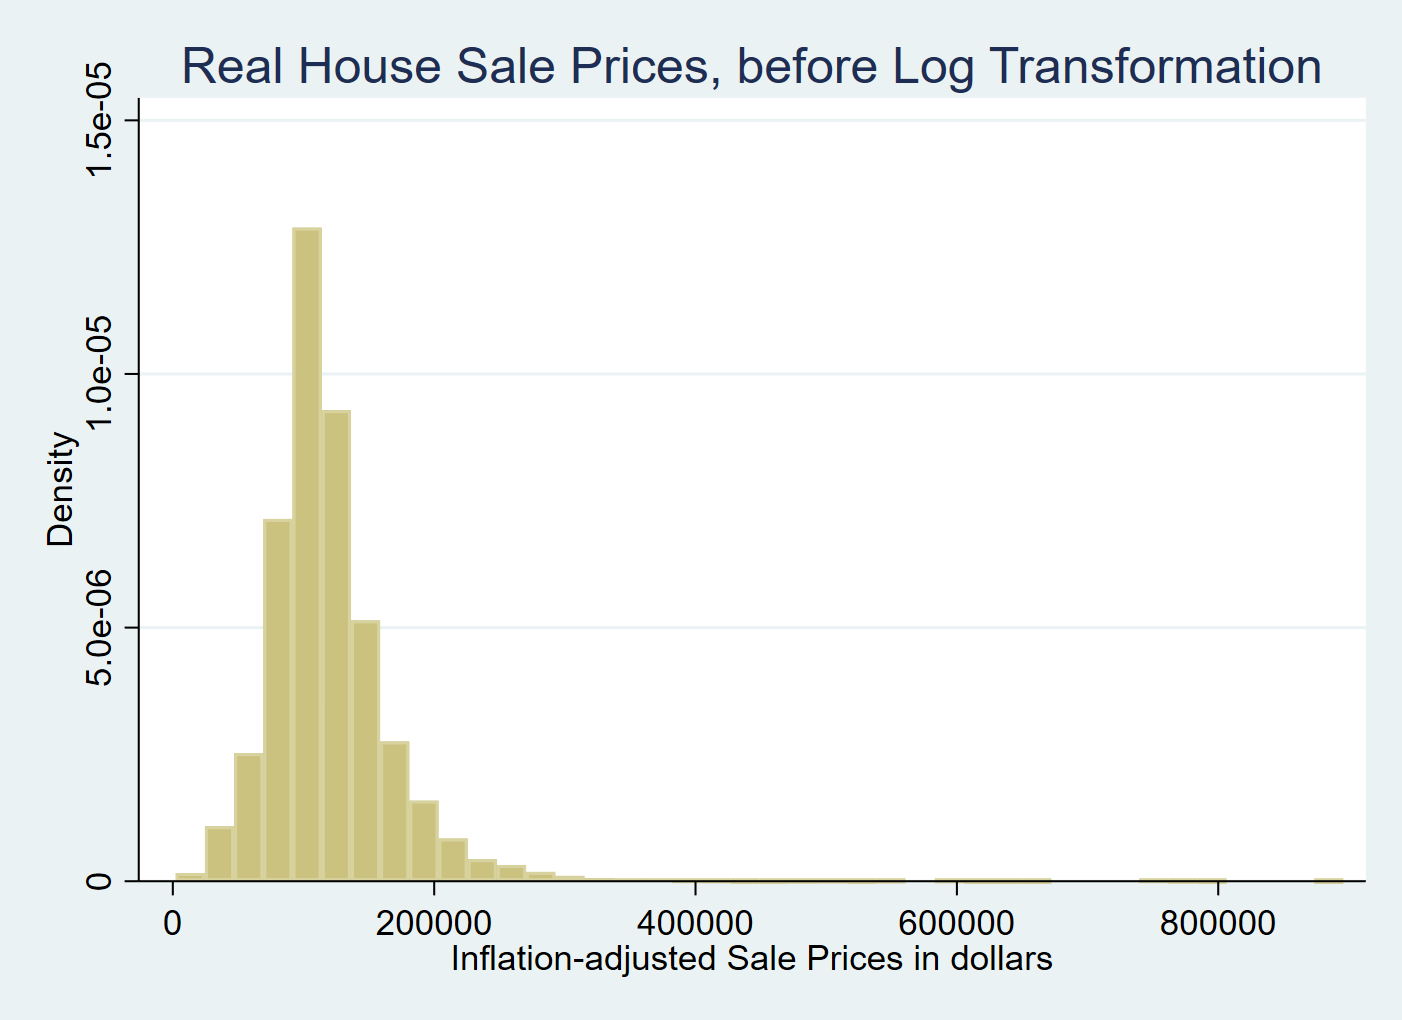 Real House Sale Prices, before Log Transformation
1.5e-05
1.0e-05
5.0e-06
0
Density
0 200000 400000 600000 800000
Inflation-adjusted Sale Prices in dollars